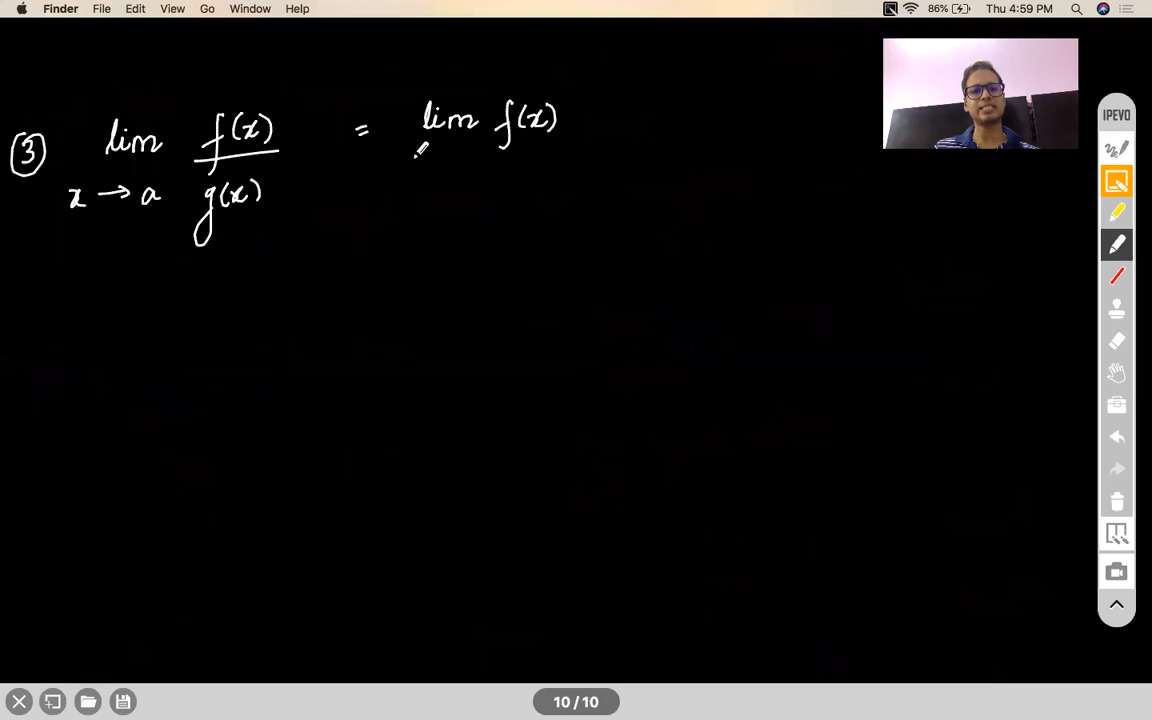 Finder File Edit View Go Window Help 86% Thu 4:59 PM
IPEVO
③ lim f(x) = lim f(x)
x → a g(x)
10 / 10